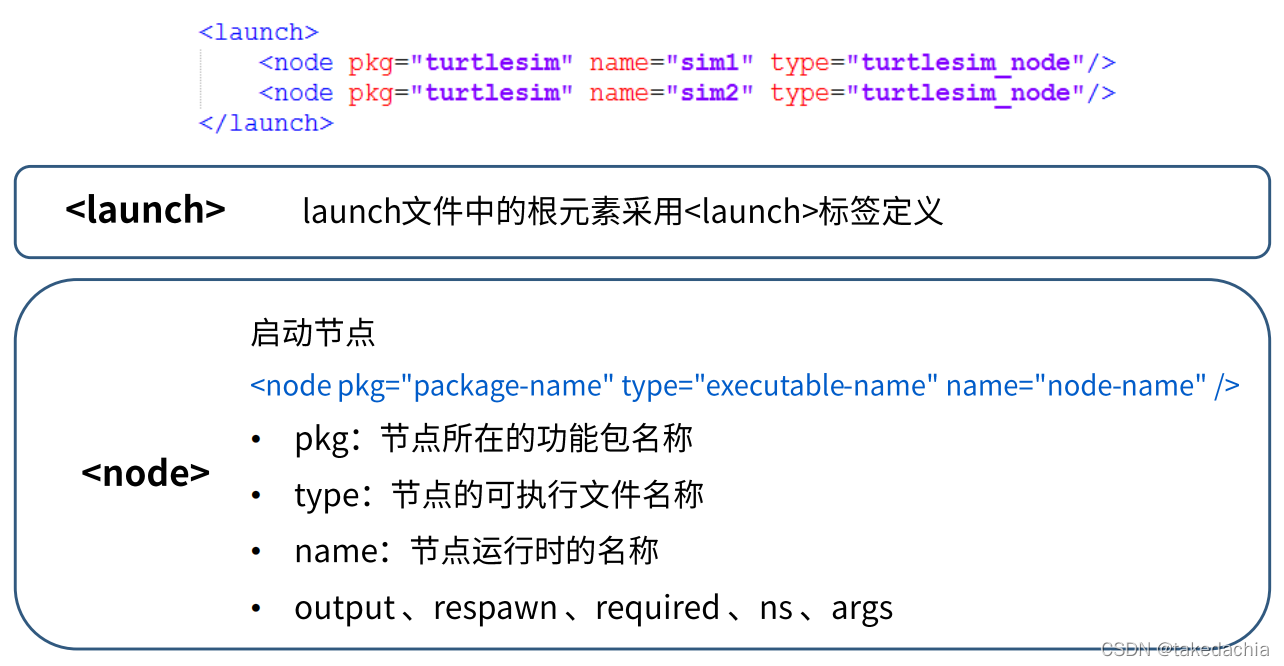 <launch>
<node pkg="turtlesim" name="sim1" type="turtlesim_node"/>
<node pkg="turtlesim" name="sim2" type="turtlesim_node"/>
</launch>
<launch> launch文件中的根元素采用<launch>标签定义
启动节点
<node pkg="package-name" type="executable-name" name="node-name" />
• pkg：节点所在的功能包名称
<node>
• type：节点的可执行文件名称
• name：节点运行时的名称
• output、respawn、required、ns、args
CSDN @takedachia